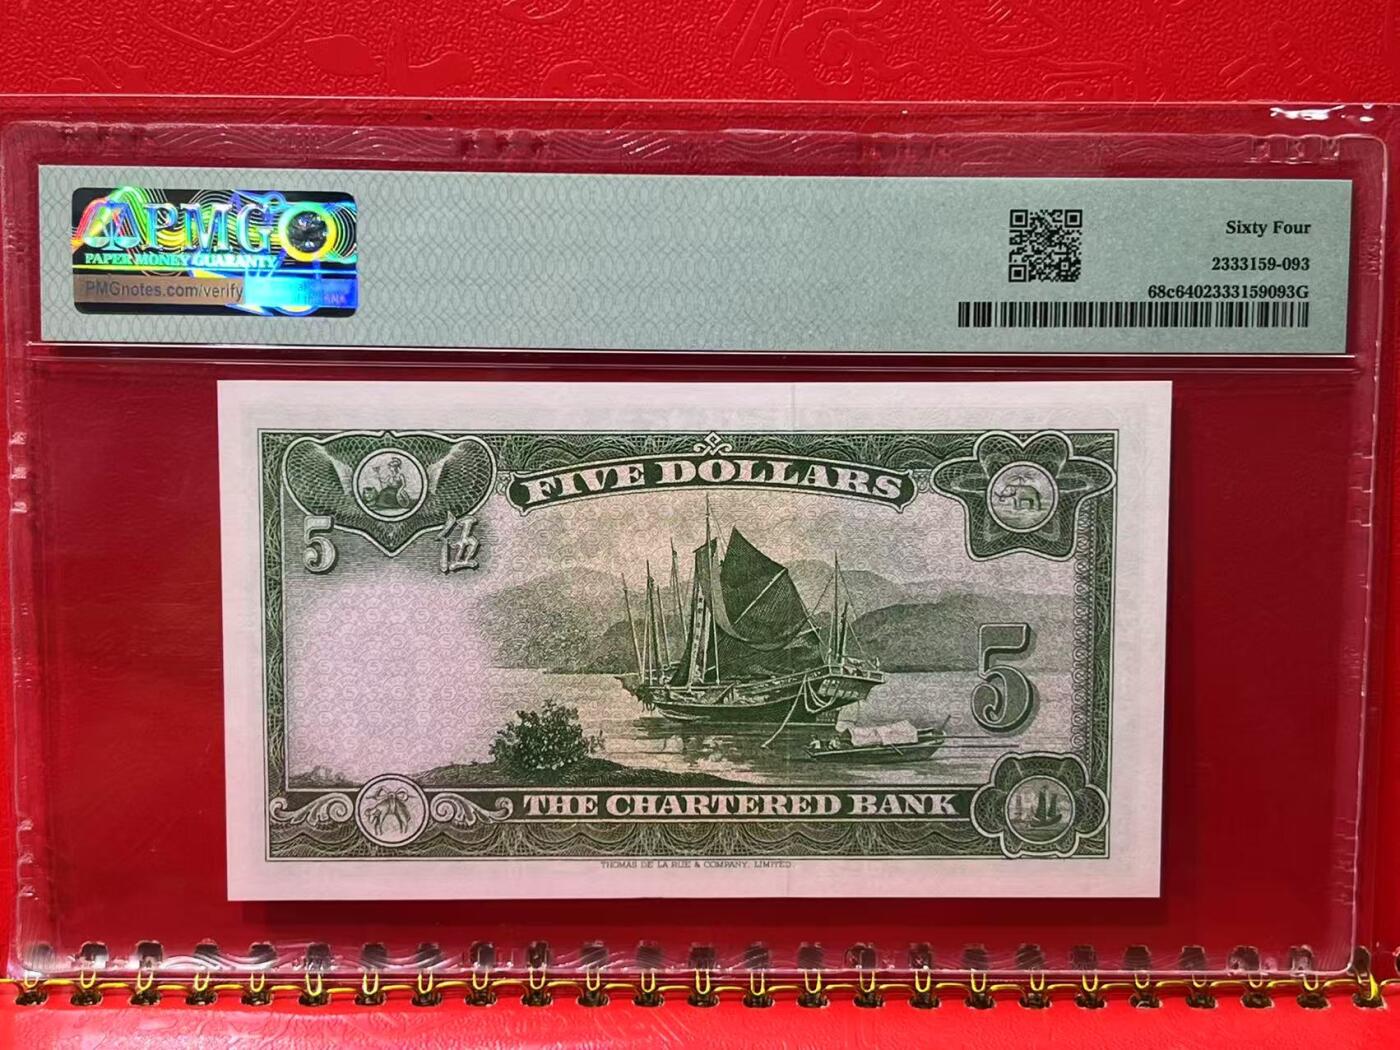 PMG
PAPER MONEY GUARANTY
PMGnotes.com/verify
Sixty Four
2333159-093
68c6402333159093G
FIVE DOLLARS
5
伍
5
THE CHARTERED BANK
THOMAS DE LA RUE & COMPANY, LIMITED.